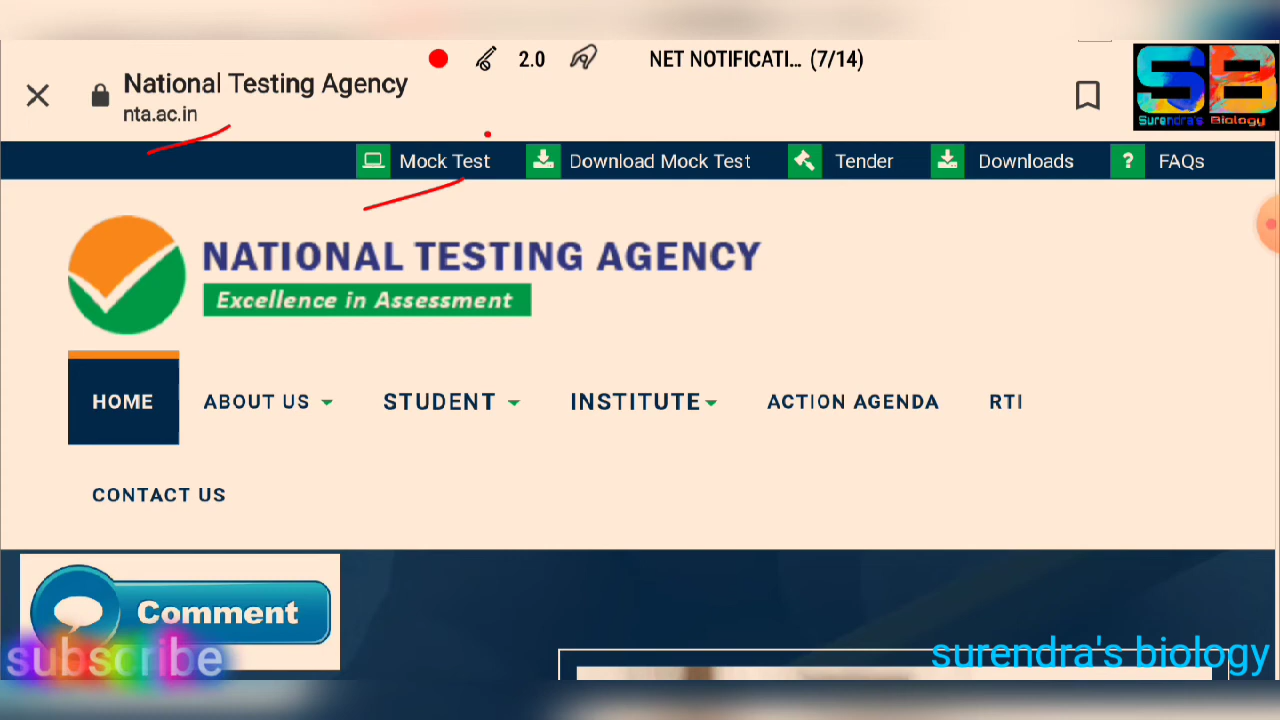 2.0 NET NOTIFICATI... (7/14)
National Testing Agency
nta.ac.in
SB
Surendra's Biology
Mock Test Download Mock Test Tender Downloads ? FAQs
NATIONAL TESTING AGENCY
Excellence in Assessment
HOME ABOUT US STUDENT INSTITUTE ACTION AGENDA RTI
CONTACT US
Comment
subscribe
surendra's biology